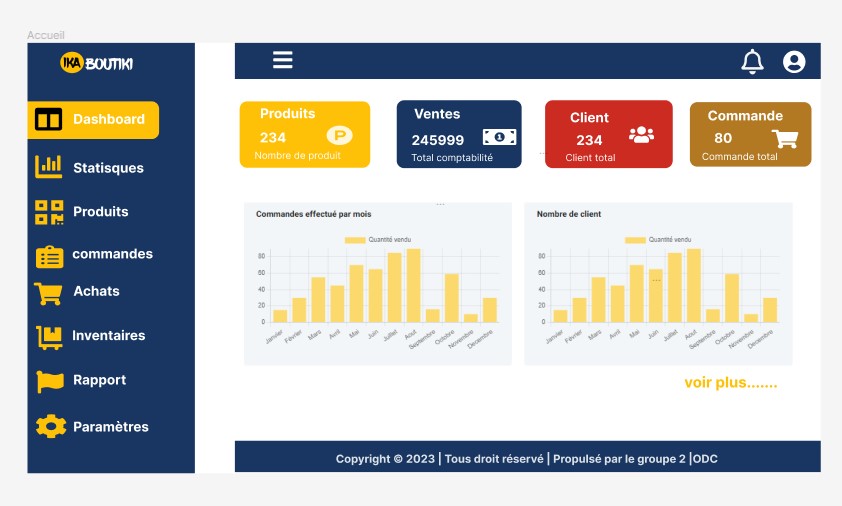 Accueil
IKA BOUTIKI
Dashboard
Statisques
Produits
commandes
Achats
Inventaires
Rapport
Paramètres
Produits
234
P
Nombre de produit
Ventes
245999
1
Total comptabilité
Client
234
Client total
Commande
80
Commande total
Commandes effectué par mois
Quantité vendu
80
60
40
20
0
Janvier Février Mars Avril Mai Juin Juillet Aout Septembre Octobre Novembre Decembre
Nombre de client
Quantité vendu
80
60
40
20
0
Janvier Février Mars Avril Mai Juin Juillet Aout Septembre Octobre Novembre Decembre
voir plus.......
Copyright © 2023 | Tous droit réservé | Propulsé par le groupe 2 |ODC